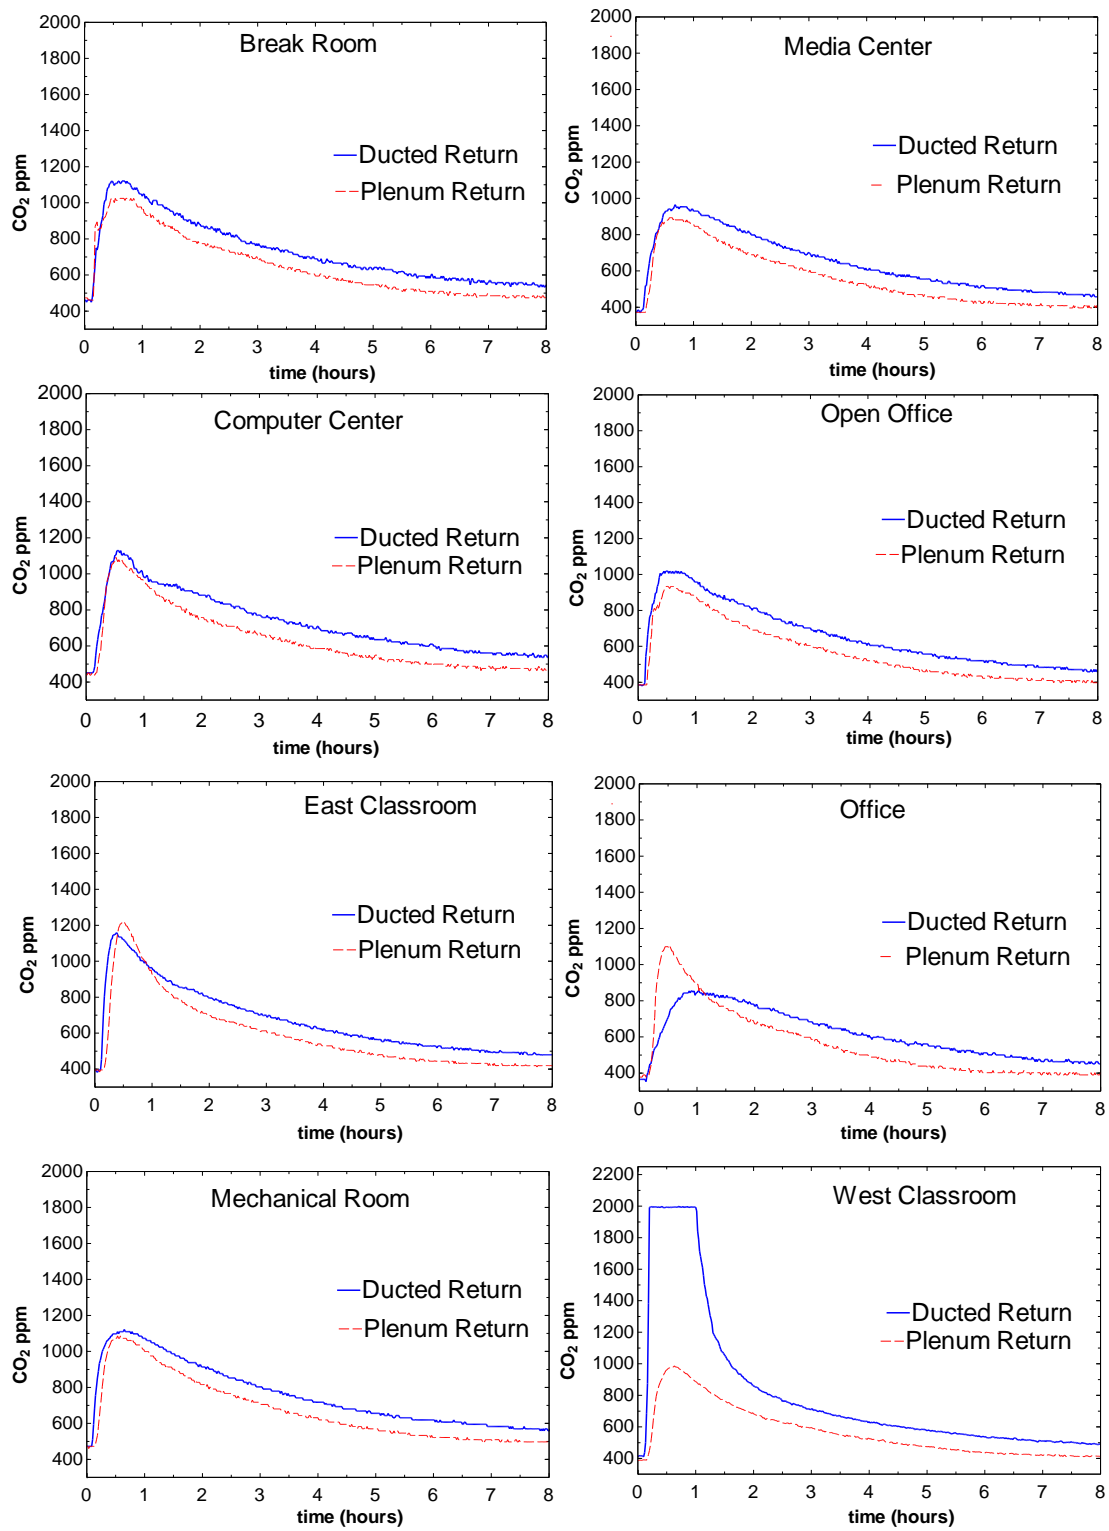 Break Room
2000
1800
1600
1400
1200
1000
800
600
400
CO2 ppm
Ducted Return
Plenum Return
0 1 2 3 4 5 6 7 8
time (hours)
Media Center
2000
1800
1600
1400
1200
1000
800
600
400
CO2 ppm
Ducted Return
Plenum Return
0 1 2 3 4 5 6 7 8
time (hours)
Computer Center
2000
1800
1600
1400
1200
1000
800
600
400
CO2 ppm
Ducted Return
Plenum Return
0 1 2 3 4 5 6 7 8
time (hours)
Open Office
2000
1800
1600
1400
1200
1000
800
600
400
CO2 ppm
Ducted Return
Plenum Return
0 1 2 3 4 5 6 7 8
time (hours)
East Classroom
2000
1800
1600
1400
1200
1000
800
600
400
CO2 ppm
Ducted Return
Plenum Return
0 1 2 3 4 5 6 7 8
time (hours)
Office
2000
1800
1600
1400
1200
1000
800
600
400
CO2 ppm
Ducted Return
Plenum Return
0 1 2 3 4 5 6 7 8
time (hours)
Mechanical Room
2000
1800
1600
1400
1200
1000
800
600
400
CO2 ppm
Ducted Return
Plenum Return
0 1 2 3 4 5 6 7 8
time (hours)
West Classroom
2200
2000
1800
1600
1400
1200
1000
800
600
400
CO2 ppm
Ducted Return
Plenum Return
0 1 2 3 4 5 6 7 8
time (hours)